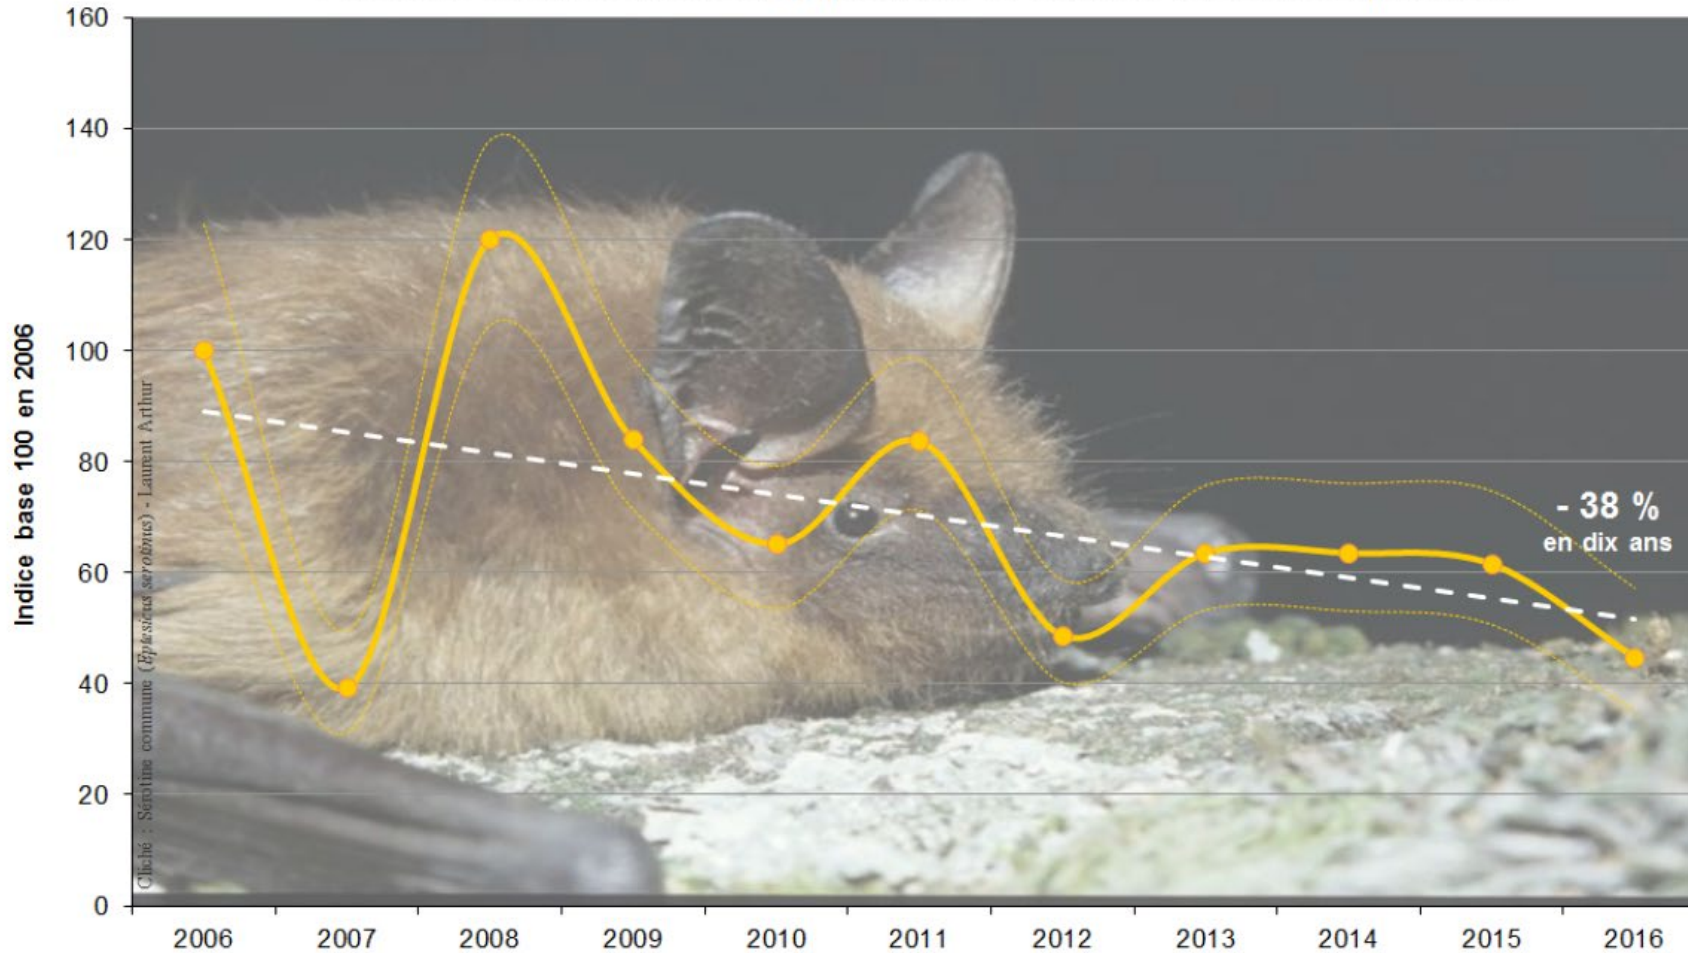 160
140
120
100
80
60
40
20
0
Indice base 100 en 2006
Cliché : Sérotine commune (Eptesicus serotinus) - Laurent Arthur
- 38 %
en dix ans
2006 2007 2008 2009 2010 2011 2012 2013 2014 2015 2016